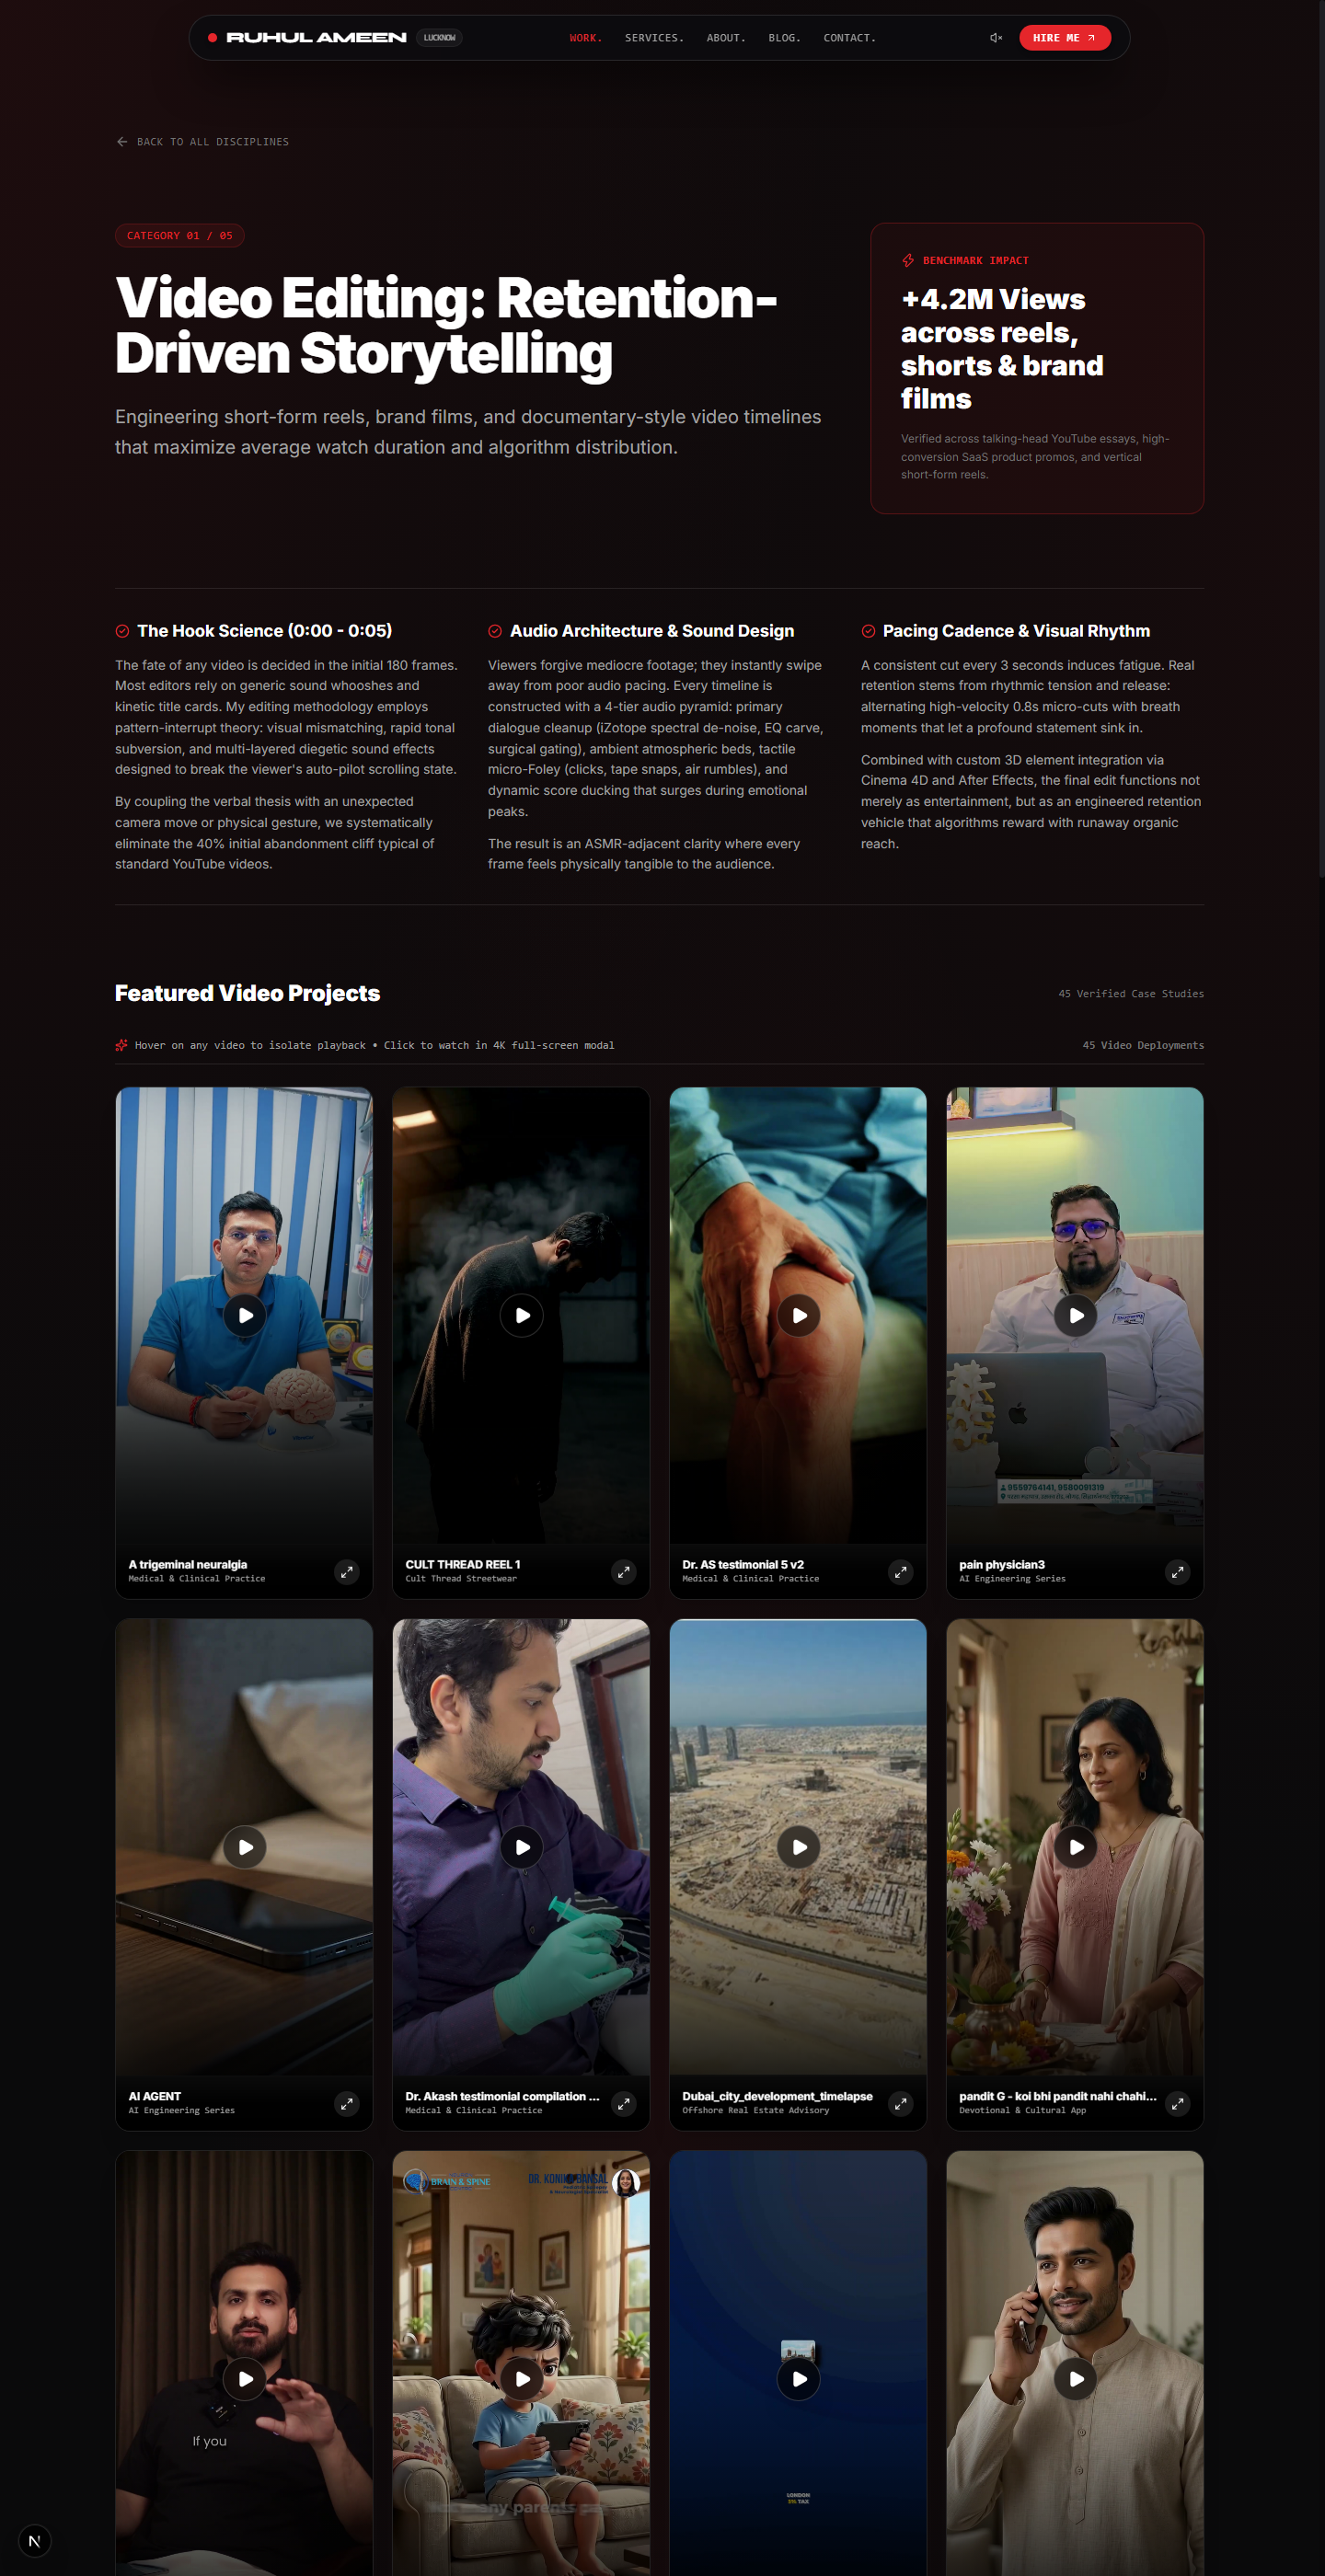 RUHUL AMEEN
LUCKNOW
WORK.
SERVICES.
ABOUT.
BLOG.
CONTACT.
HIRE ME
BACK TO ALL DISCIPLINES
CATEGORY 01 / 05
Video Editing: Retention-
Driven Storytelling
Engineering short-form reels, brand films, and documentary-style video timelines
that maximize average watch duration and algorithm distribution.
BENCHMARK IMPACT
+4.2M Views
across reels,
shorts & brand
films
Verified across talking-head YouTube essays, high-
conversion SaaS product promos, and vertical
short-form reels.
The Hook Science (0:00 - 0:05)
The fate of any video is decided in the initial 180 frames.
Most editors rely on generic sound whooshes and
kinetic title cards. My editing methodology employs
pattern-interrupt theory: visual mismatching, rapid tonal
subversion, and multi-layered diegetic sound effects
designed to break the viewer's auto-pilot scrolling state.
By coupling the verbal thesis with an unexpected
camera move or physical gesture, we systematically
eliminate the 40% initial abandonment cliff typical of
standard YouTube videos.
Audio Architecture & Sound Design
Viewers forgive mediocre footage; they instantly swipe
away from poor audio pacing. Every timeline is
constructed with a 4-tier audio pyramid: primary
dialogue cleanup (iZotope spectral de-noise, EQ carve,
surgical gating), ambient atmospheric beds, tactile
micro-Foley (clicks, tape snaps, air rumbles), and
dynamic score ducking that surges during emotional
peaks.
The result is an ASMR-adjacent clarity where every
frame feels physically tangible to the audience.
Pacing Cadence & Visual Rhythm
A consistent cut every 3 seconds induces fatigue. Real
retention stems from rhythmic tension and release:
alternating high-velocity 0.8s micro-cuts with breath
moments that let a profound statement sink in.
Combined with custom 3D element integration via
Cinema 4D and After Effects, the final edit functions not
merely as entertainment, but as an engineered retention
vehicle that algorithms reward with runaway organic
reach.
Featured Video Projects
45 Verified Case Studies
Hover on any video to isolate playback • Click to watch in 4K full-screen modal
45 Video Deployments
9559764141, 9580091319
A trigeminal neuralgia
Medical & Clinical Practice
CULT THREAD REEL 1
Cult Thread Streetwear
Dr. AS testimonial 5 v2
Medical & Clinical Practice
pain physician3
AI Engineering Series
AI AGENT
AI Engineering Series
Dr. Akash testimonial compilation ...
Medical & Clinical Practice
Dubai_city_development_timelapse
Offshore Real Estate Advisory
pandit G - koi bhi pandit nahi chahi...
Devotional & Cultural App
If you
BRAIN & SPINE
DR. KONIKA BANSAL
any parents
LONDON
TAX
N